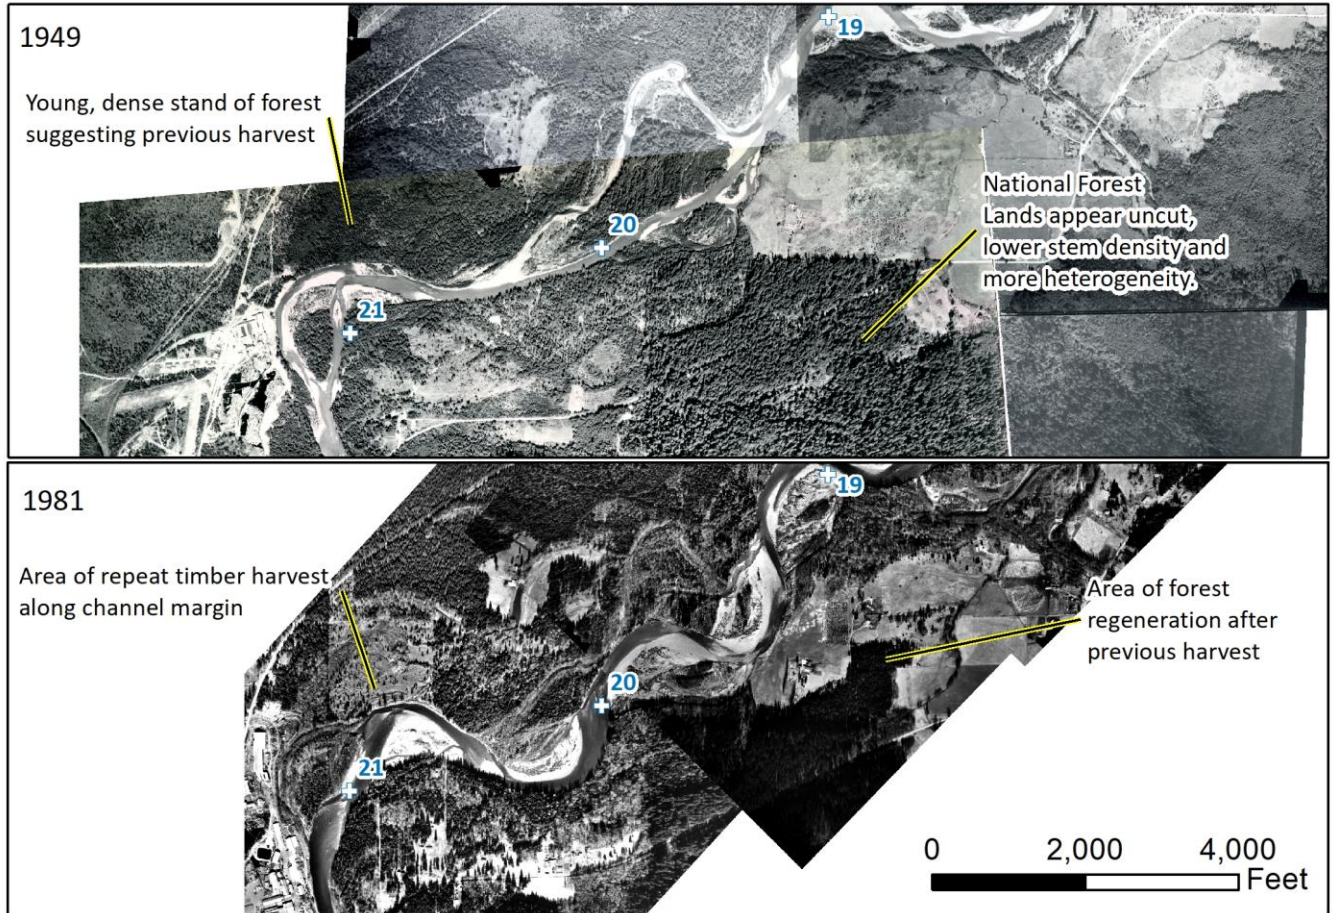 1949
Young, dense stand of forest
suggesting previous harvest
19
20
21
National Forest
Lands appear uncut,
lower stem density and
more heterogeneity.
1981
Area of repeat timber harvest
along channel margin
19
20
21
Area of forest
regeneration after
previous harvest
0 2,000 4,000
Feet